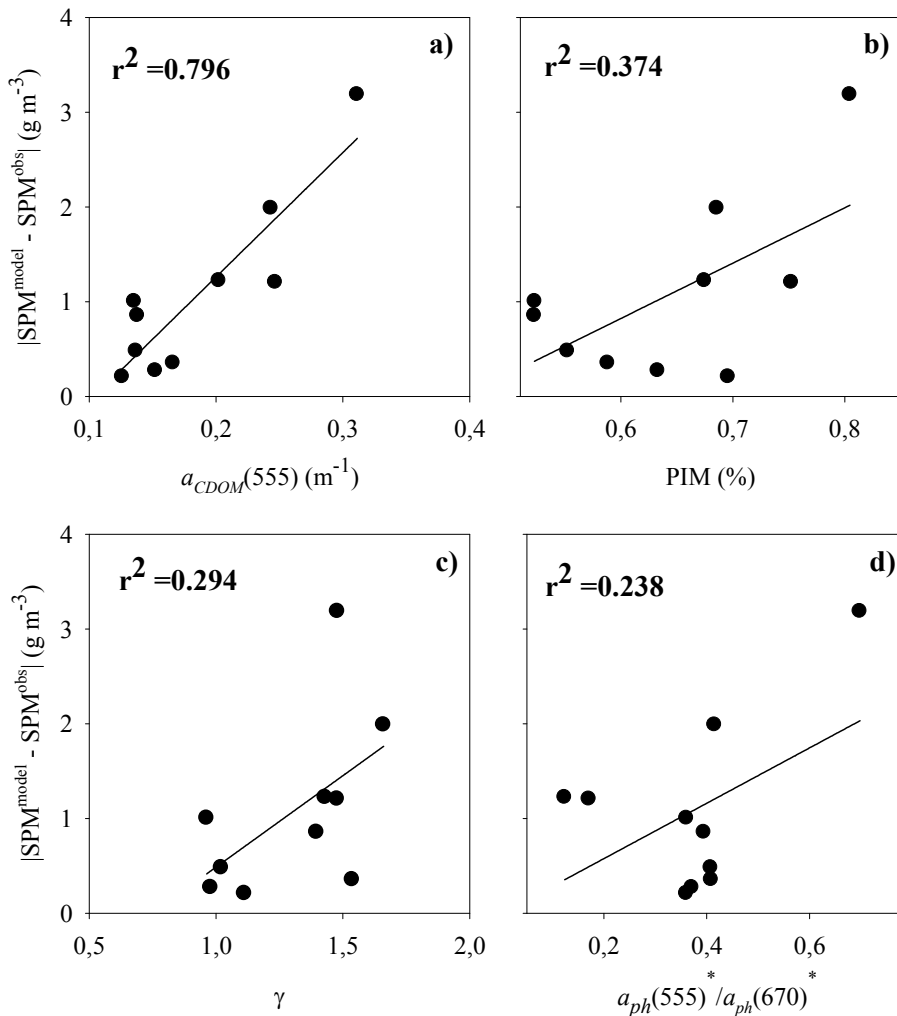 a)
r² =0.796
|SPM^model - SPM^obs| (g m⁻³)
4
3
2
1
0
0,1 0,2 0,3 0,4
a_CDOM(555) (m⁻¹)
b)
r² =0.374
0,6 0,7 0,8
PIM (%)
c)
r² =0.294
|SPM^model - SPM^obs| (g m⁻³)
4
3
2
1
0
0,5 1,0 1,5 2,0
γ
d)
r² =0.238
0,2 0,4 0,6
a_ph(555)^*/a_ph(670)^*